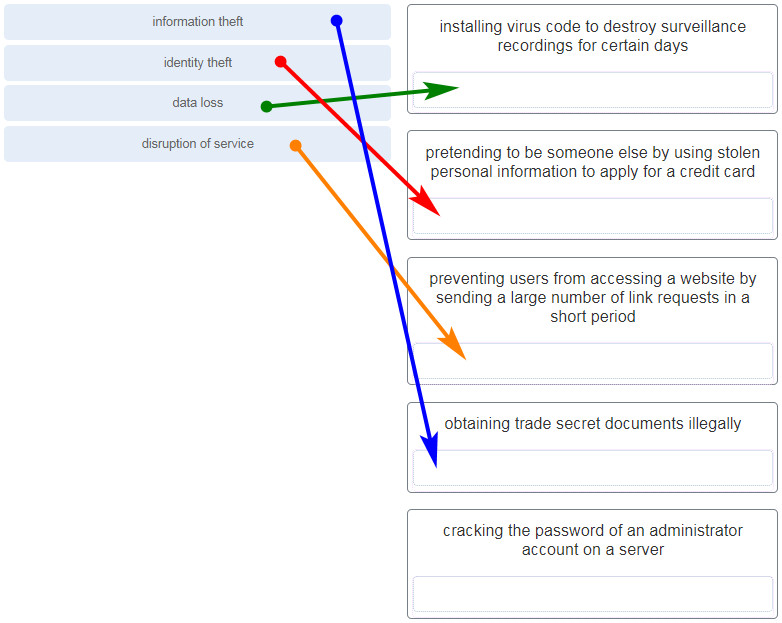 information theft
identity theft
data loss
disruption of service
installing virus code to destroy surveillance
recordings for certain days
pretending to be someone else by using stolen
personal information to apply for a credit card
preventing users from accessing a website by
sending a large number of link requests in a
short period
obtaining trade secret documents illegally
cracking the password of an administrator
account on a server